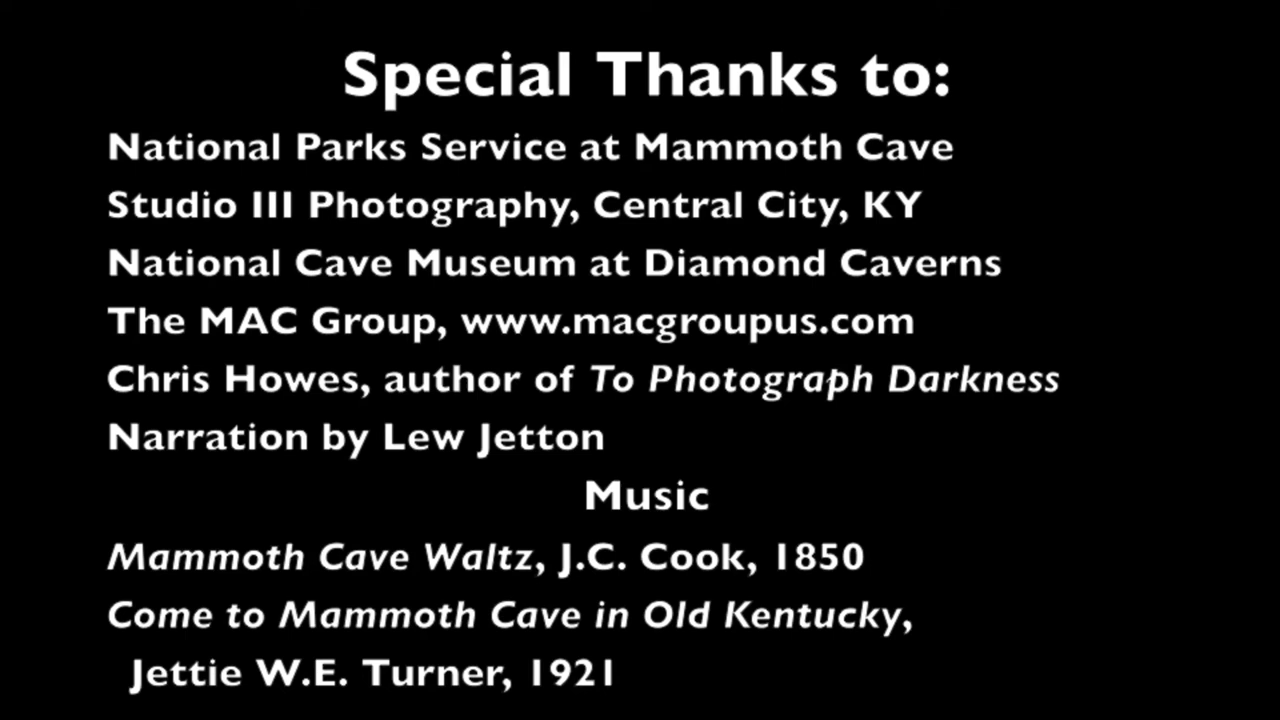 Special Thanks to:
National Parks Service at Mammoth Cave
Studio III Photography, Central City, KY
National Cave Museum at Diamond Caverns
The MAC Group, www.macgroupus.com
Chris Howes, author of To Photograph Darkness
Narration by Lew Jetton
Music
Mammoth Cave Waltz, J.C. Cook, 1850
Come to Mammoth Cave in Old Kentucky,
Jettie W.E. Turner, 1921